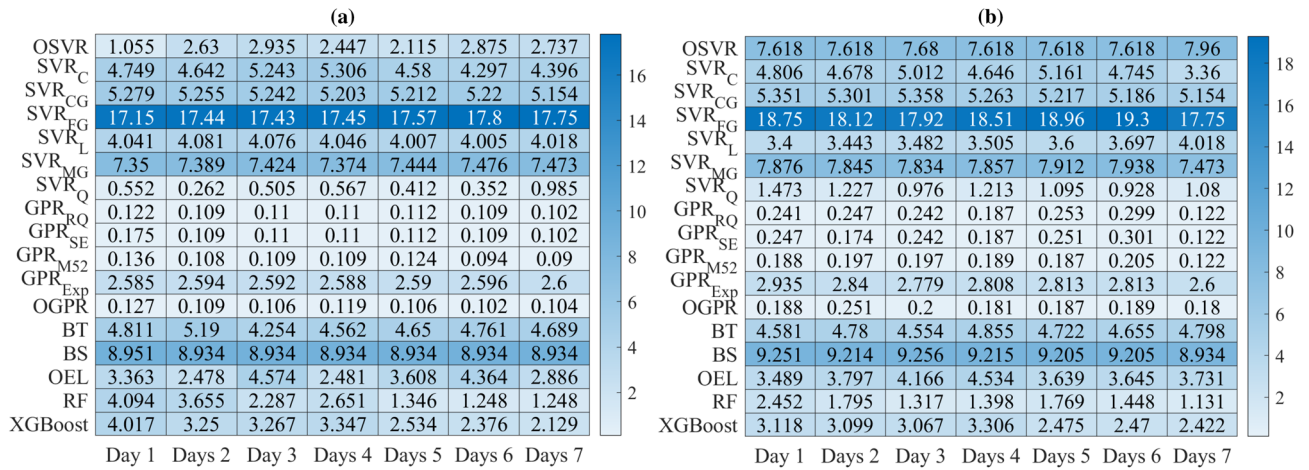 (a)
OSVR 1.055 2.63 2.935 2.447 2.115 2.875 2.737
SVR_C 4.749 4.642 5.243 5.306 4.58 4.297 4.396
SVR_CG 5.279 5.255 5.242 5.203 5.212 5.22 5.154
SVR_FG 17.15 17.44 17.43 17.45 17.57 17.8 17.75
SVR_L 4.041 4.081 4.076 4.046 4.007 4.005 4.018
SVR_MG 7.35 7.389 7.424 7.374 7.444 7.476 7.473
SVR_Q 0.552 0.262 0.505 0.567 0.412 0.352 0.985
GPR_RQ 0.122 0.109 0.11 0.11 0.112 0.109 0.102
GPR_SE 0.175 0.109 0.11 0.11 0.112 0.109 0.102
GPR_M52 0.136 0.108 0.109 0.109 0.124 0.094 0.09
GPR_Exp 2.585 2.594 2.592 2.588 2.59 2.596 2.6
OGPR 0.127 0.109 0.106 0.119 0.106 0.102 0.104
BT 4.811 5.19 4.254 4.562 4.65 4.761 4.689
BS 8.951 8.934 8.934 8.934 8.934 8.934 8.934
OEL 3.363 2.478 4.574 2.481 3.608 4.364 2.886
RF 4.094 3.655 2.287 2.651 1.346 1.248 1.248
XGBoost 4.017 3.25 3.267 3.347 2.534 2.376 2.129
Day 1 Days 2 Day 3 Days 4 Days 5 Days 6 Days 7
16
14
12
10
8
6
4
2
(b)
OSVR 7.618 7.618 7.68 7.618 7.618 7.618 7.96
SVR_C 4.806 4.678 5.012 4.646 5.161 4.745 3.36
SVR_CG 5.351 5.301 5.358 5.263 5.217 5.186 5.154
SVR_FG 18.75 18.12 17.92 18.51 18.96 19.3 17.75
SVR_L 3.4 3.443 3.482 3.505 3.6 3.697 4.018
SVR_MG 7.876 7.845 7.834 7.857 7.912 7.938 7.473
SVR_Q 1.473 1.227 0.976 1.213 1.095 0.928 1.08
GPR_RQ 0.241 0.247 0.242 0.187 0.253 0.299 0.122
GPR_SE 0.247 0.174 0.242 0.187 0.251 0.301 0.122
GPR_M52 0.188 0.197 0.197 0.189 0.187 0.205 0.122
GPR_Exp 2.935 2.84 2.779 2.808 2.813 2.813 2.6
OGPR 0.188 0.251 0.2 0.181 0.187 0.189 0.18
BT 4.581 4.78 4.554 4.855 4.722 4.655 4.798
BS 9.251 9.214 9.256 9.215 9.205 9.205 8.934
OEL 3.489 3.797 4.166 4.534 3.639 3.645 3.731
RF 2.452 1.795 1.317 1.398 1.769 1.448 1.131
XGBoost 3.118 3.099 3.067 3.306 2.475 2.47 2.422
Day 1 Days 2 Day 3 Days 4 Days 5 Days 6 Days 7
18
16
14
12
10
8
6
4
2